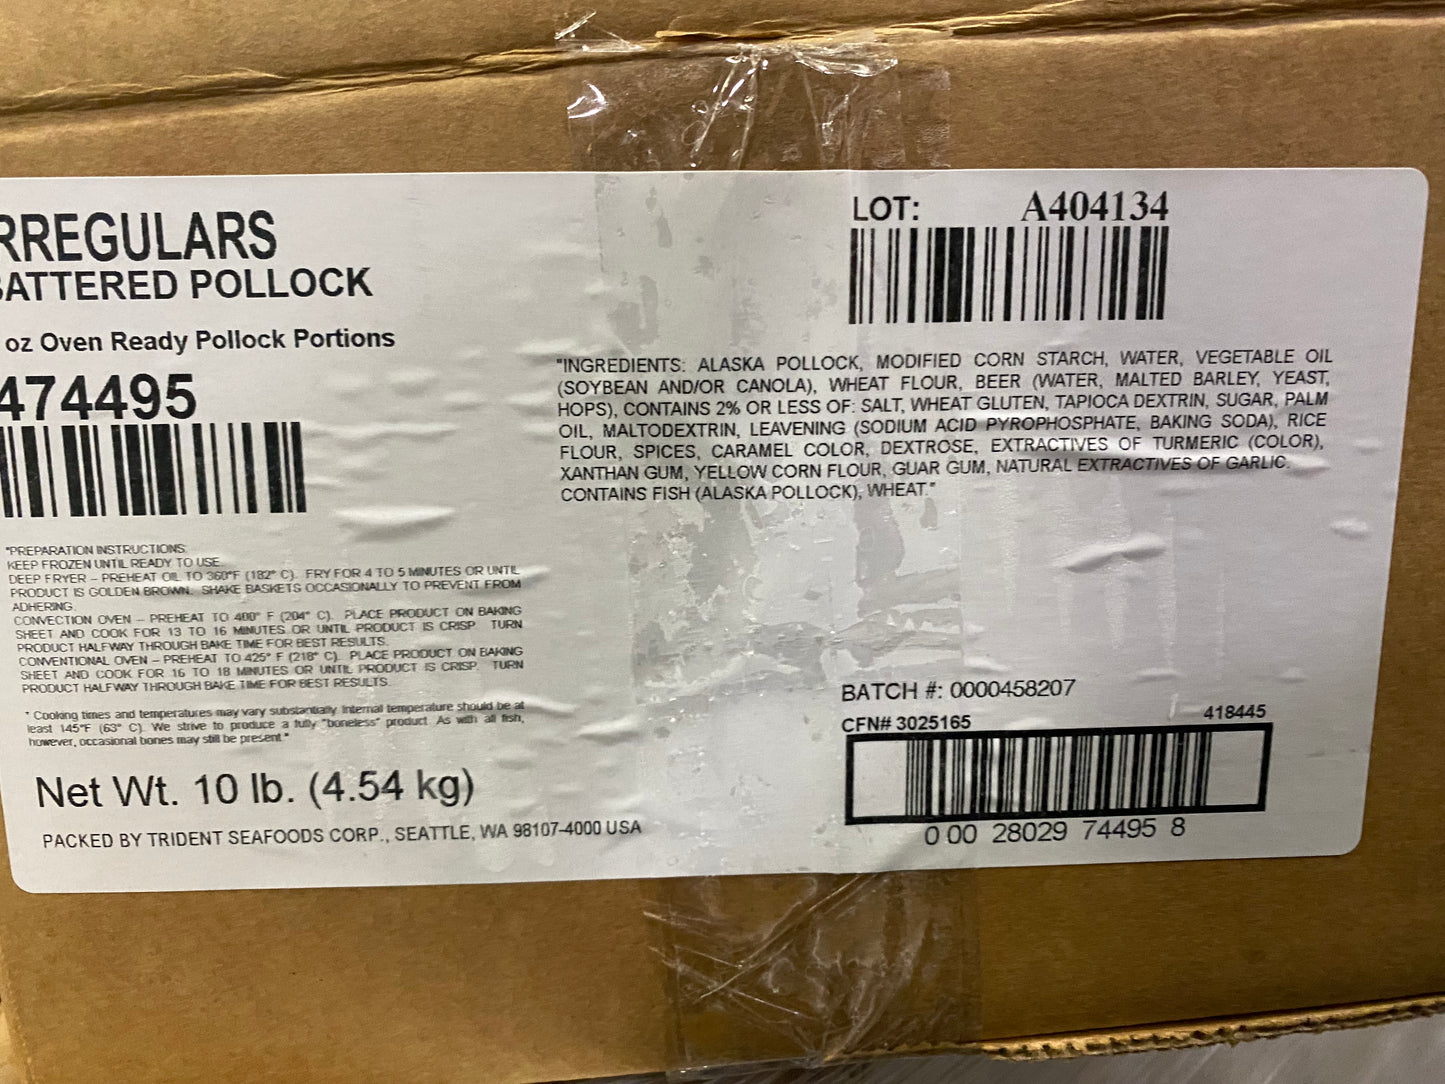 RREGULARS
BATTERED POLLOCK
oz Oven Ready Pollock Portions
474495
"PREPARATION INSTRUCTIONS:
KEEP FROZEN UNTIL READY TO USE.
DEEP FRYER – PREHEAT OIL TO 360°F (182° C). FRY FOR 4 TO 5 MINUTES OR UNTIL
PRODUCT IS GOLDEN BROWN. SHAKE BASKETS OCCASIONALLY TO PREVENT FROM
ADHERING.
CONVECTION OVEN – PREHEAT TO 400° F (204° C). PLACE PRODUCT ON BAKING
SHEET AND COOK FOR 13 TO 16 MINUTES OR UNTIL PRODUCT IS CRISP. TURN
PRODUCT HALFWAY THROUGH BAKE TIME FOR BEST RESULTS.
CONVENTIONAL OVEN – PREHEAT TO 425° F (218° C). PLACE PRODUCT ON BAKING
SHEET AND COOK FOR 16 TO 18 MINUTES OR UNTIL PRODUCT IS CRISP. TURN
PRODUCT HALFWAY THROUGH BAKE TIME FOR BEST RESULTS.
* Cooking times and temperatures may vary substantially. Internal temperature should be at
least 145°F (63° C). We strive to produce a fully "boneless" product. As with all fish,
however, occasional bones may still be present."
Net Wt. 10 lb. (4.54 kg)
PACKED BY TRIDENT SEAFOODS CORP., SEATTLE, WA 98107-4000 USA
LOT: A404134
"INGREDIENTS: ALASKA POLLOCK, MODIFIED CORN STARCH, WATER, VEGETABLE OIL
(SOYBEAN AND/OR CANOLA), WHEAT FLOUR, BEER (WATER, MALTED BARLEY, YEAST,
HOPS), CONTAINS 2% OR LESS OF: SALT, WHEAT GLUTEN, TAPIOCA DEXTRIN, SUGAR, PALM
OIL, MALTODEXTRIN, LEAVENING (SODIUM ACID PYROPHOSPHATE, BAKING SODA), RICE
FLOUR, SPICES, CARAMEL COLOR, DEXTROSE, EXTRACTIVES OF TURMERIC (COLOR),
XANTHAN GUM, YELLOW CORN FLOUR, GUAR GUM, NATURAL EXTRACTIVES OF GARLIC.
CONTAINS FISH (ALASKA POLLOCK), WHEAT."
BATCH #: 0000458207
CFN# 3025165 418445
0 00 28029 74495 8